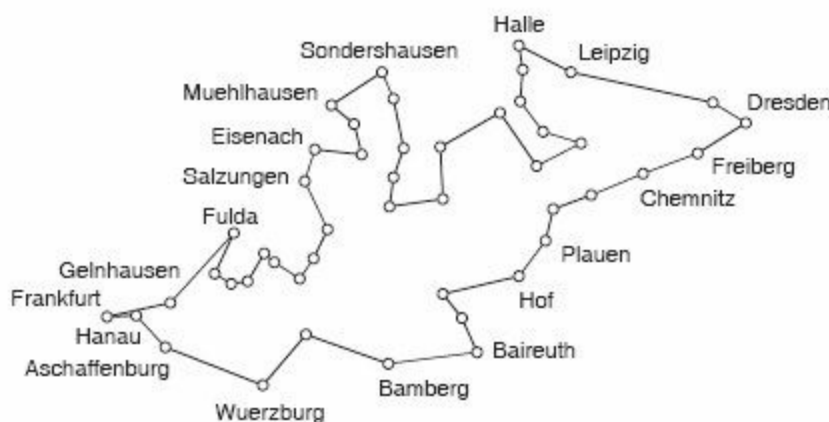 Halle
Sondershausen
Leipzig
Muehlhausen
Dresden
Eisenach
Freiberg
Salzungen
Chemnitz
Fulda
Plauen
Gelnhausen
Hof
Frankfurt
Hanau
Baireuth
Aschaffenburg
Bamberg
Wuerzburg